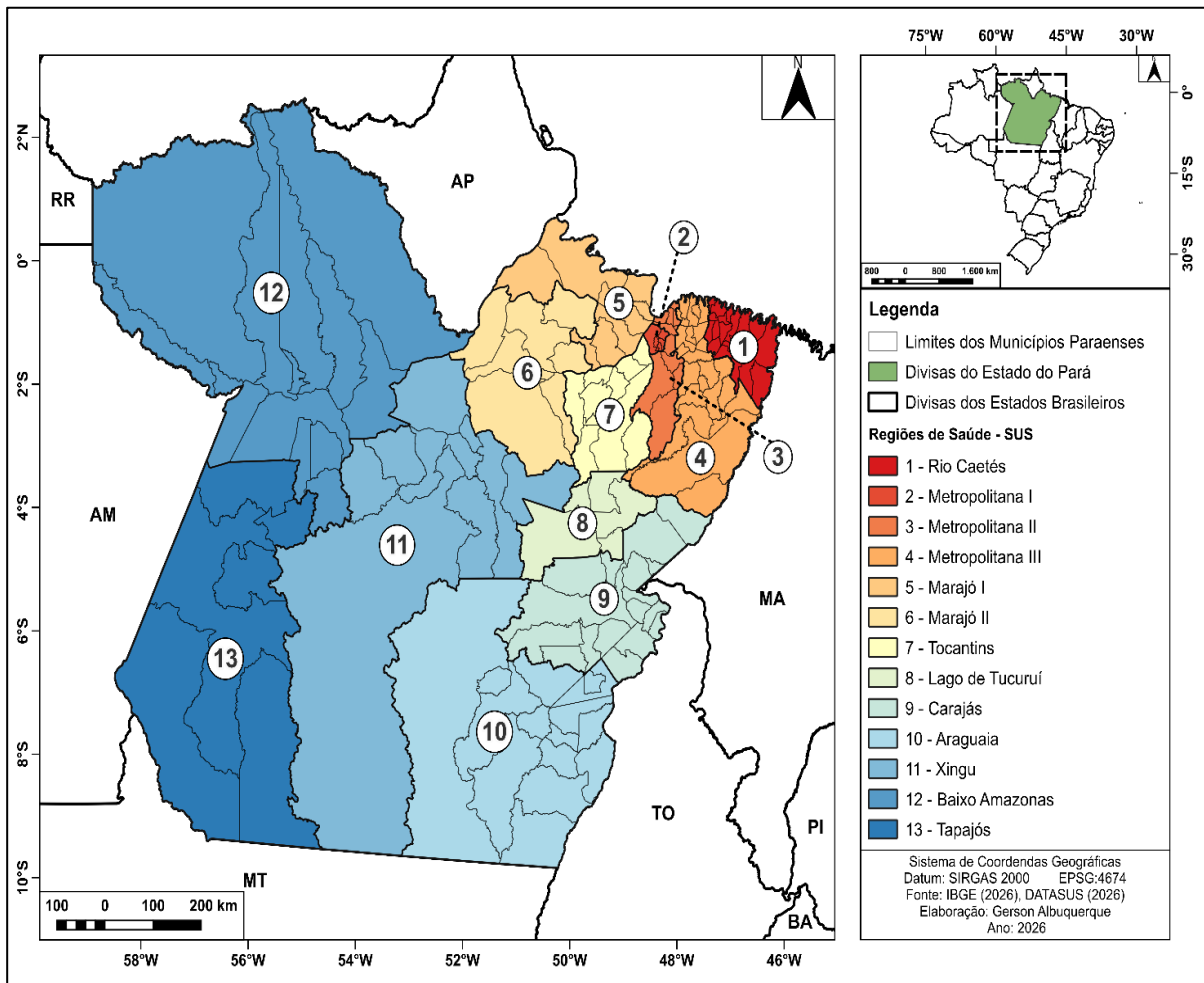 75°W 60°W 45°W
N
0°
15°S
30°S
800 0 800 1.600 km
N
2°N
0°
2°S
4°S
6°S
8°S
10°S
RR
AP
AM
MA
TO
PI
MT
BA
2
12
5
1
6
7
3
4
8
11
9
13
10
100 0 100 200 km
58°W 56°W 54°W 52°W 50°W 48°W 46°W
Legenda
Limites dos Municípios Paraenses
Divisas do Estado do Pará
Divisas dos Estados Brasileiros
Regiões de Saúde - SUS
1 - Rio Caetés
2 - Metropolitana I
3 - Metropolitana II
4 - Metropolitana III
5 - Marajó I
6 - Marajó II
7 - Tocantins
8 - Lago de Tucuruí
9 - Carajás
10 - Araguaia
11 - Xingu
12 - Baixo Amazonas
13 - Tapajós
Sistema de Coordendas Geográficas
Datum: SIRGAS 2000 EPSG:4674
Fonte: IBGE (2026), DATASUS (2026)
Elaboração: Gerson Albuquerque
Ano: 2026